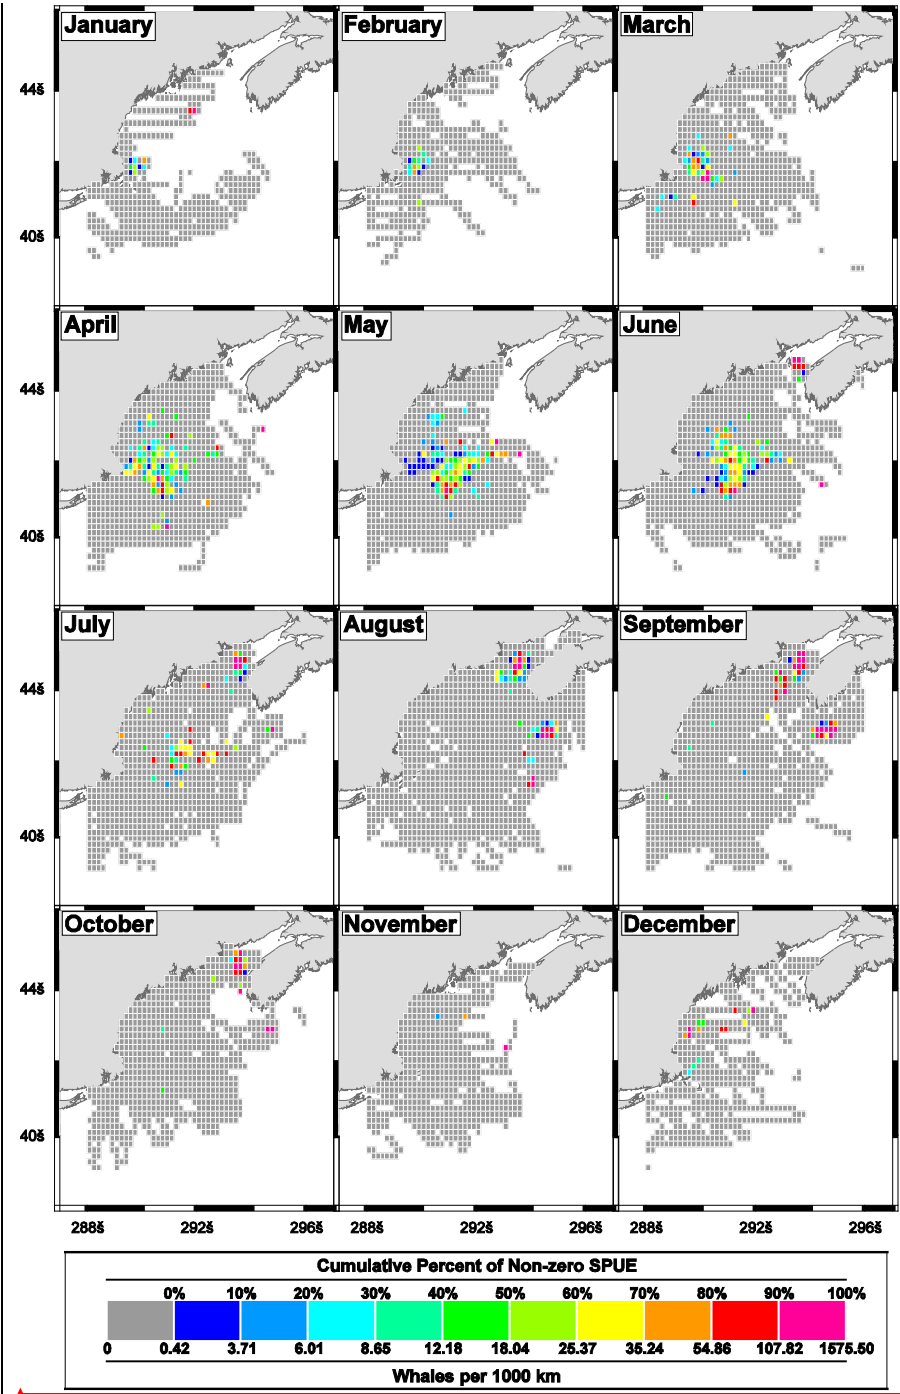 January
February
March
44š
40š
April
May
June
44š
40š
July
August
September
44š
40š
October
November
December
44š
40š
288š 292š 296š 288š 292š 296š 288š 292š 296š
Cumulative Percent of Non-zero SPUE
0% 10% 20% 30% 40% 50% 60% 70% 80% 90% 100%
0 0.42 3.71 6.01 8.65 12.18 18.04 25.37 35.24 54.86 107.82 1575.50
Whales per 1000 km